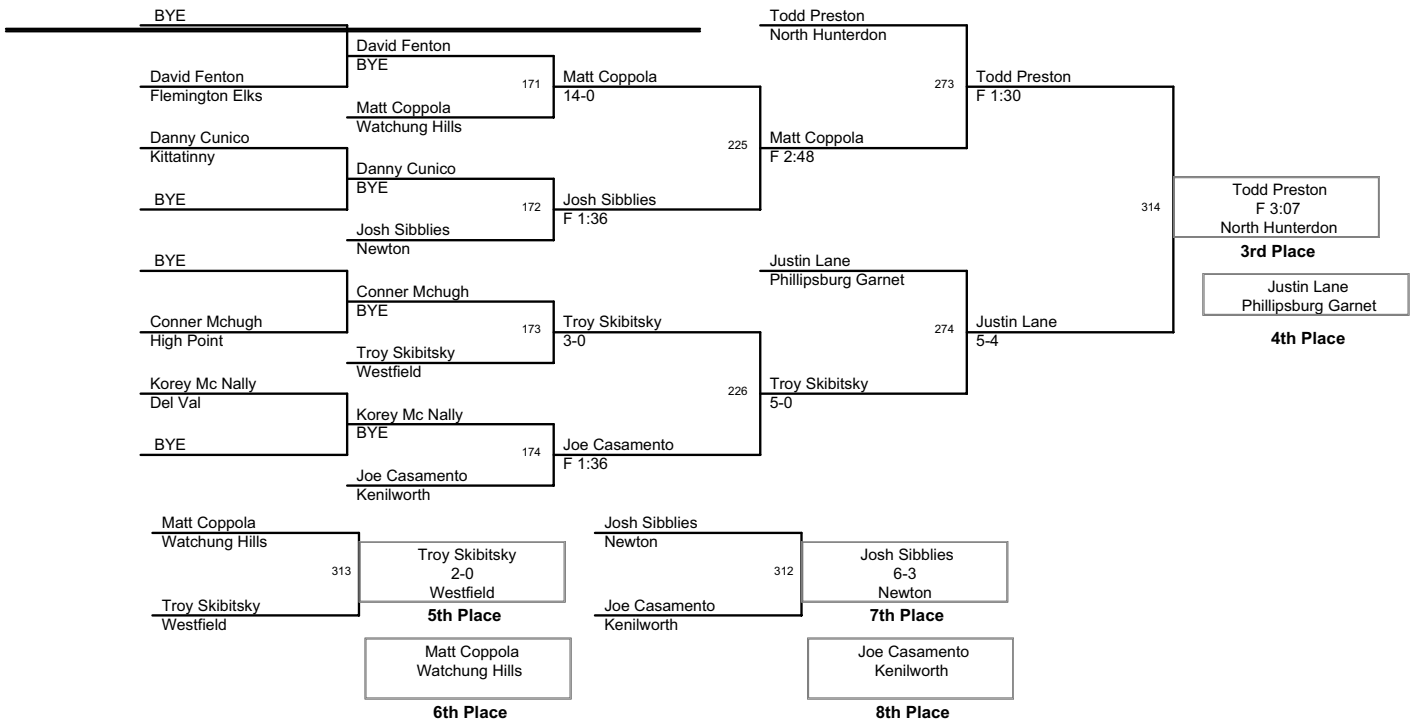 BYE
David Fenton
Flemington Elks
Danny Cunico
Kittatinny
BYE
BYE
Conner Mchugh
High Point
Korey Mc Nally
Del Val
BYE
David Fenton
BYE
171
Matt Coppola
Watchung Hills
Danny Cunico
BYE
172
Josh Sibblies
Newton
Conner Mchugh
BYE
173
Troy Skibitsky
Westfield
Korey Mc Nally
BYE
174
Joe Casamento
Kenilworth
Matt Coppola
14-0
225
Josh Sibblies
F 1:36
Troy Skibitsky
3-0
226
Joe Casamento
F 1:36
Todd Preston
North Hunterdon
273
Matt Coppola
F 2:48
Justin Lane
Phillipsburg Garnet
274
Troy Skibitsky
5-0
Todd Preston
F 1:30
314
Justin Lane
5-4
Todd Preston
F 3:07
North Hunterdon
3rd Place
Justin Lane
Phillipsburg Garnet
4th Place
Matt Coppola
Watchung Hills
313
Troy Skibitsky
Westfield
Troy Skibitsky
2-0
Westfield
5th Place
Matt Coppola
Watchung Hills
6th Place
Josh Sibblies
Newton
312
Joe Casamento
Kenilworth
Josh Sibblies
6-3
Newton
7th Place
Joe Casamento
Kenilworth
8th Place